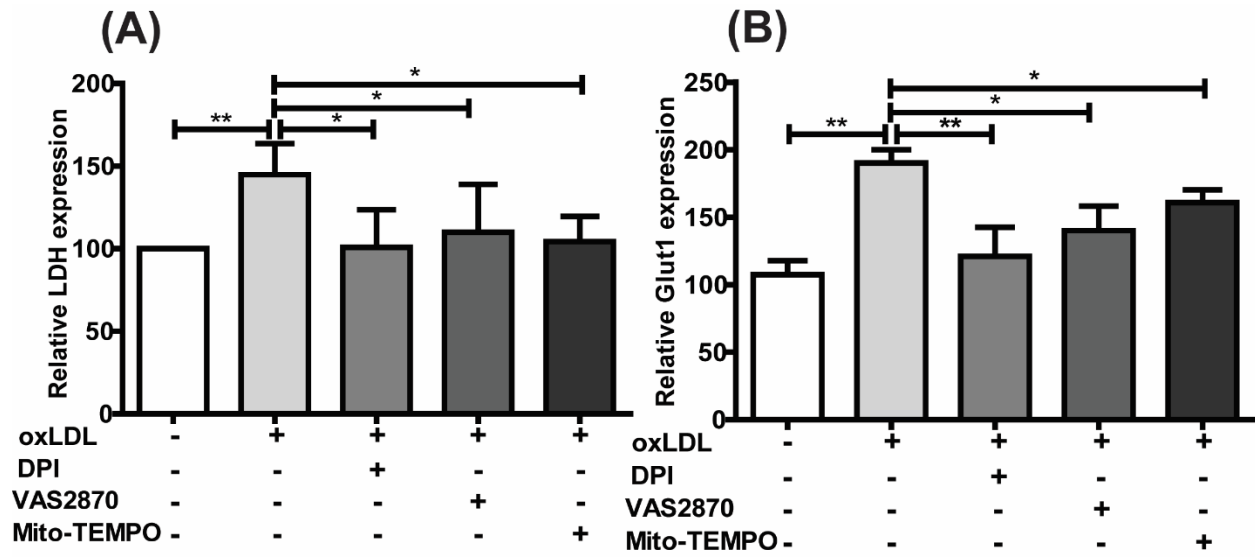 (A)
Relative LDH expression
200
150
100
50
0
** * * *
oxLDL - + + + +
DPI - - + - -
VAS2870 - - - + -
Mito-TEMPO - - - - +
(B)
Relative Glut1 expression
250
200
150
100
50
0
** ** * *
oxLDL - + + + +
DPI - - + - -
VAS2870 - - - + -
Mito-TEMPO - - - - +